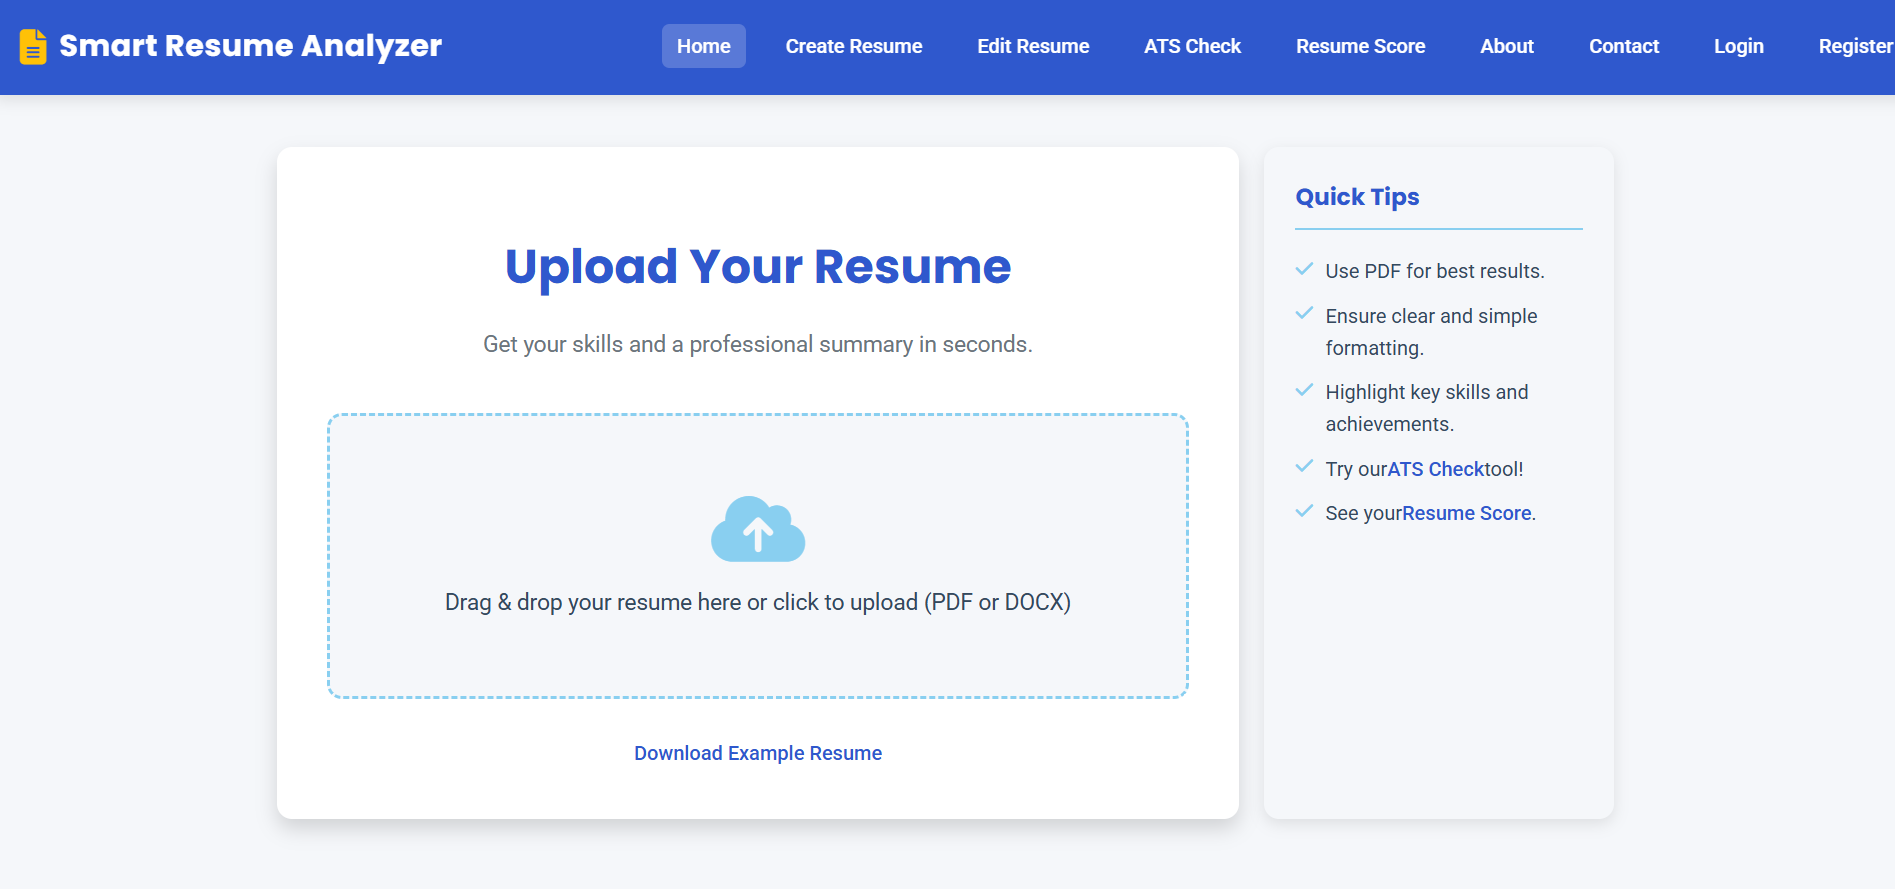 Smart Resume Analyzer
Home
Create Resume
Edit Resume
ATS Check
Resume Score
About
Contact
Login
Register
Upload Your Resume
Get your skills and a professional summary in seconds.
Drag & drop your resume here or click to upload (PDF or DOCX)
Download Example Resume
Quick Tips
Use PDF for best results.
Ensure clear and simple
formatting.
Highlight key skills and
achievements.
Try ourATS Checktool!
See yourResume Score.